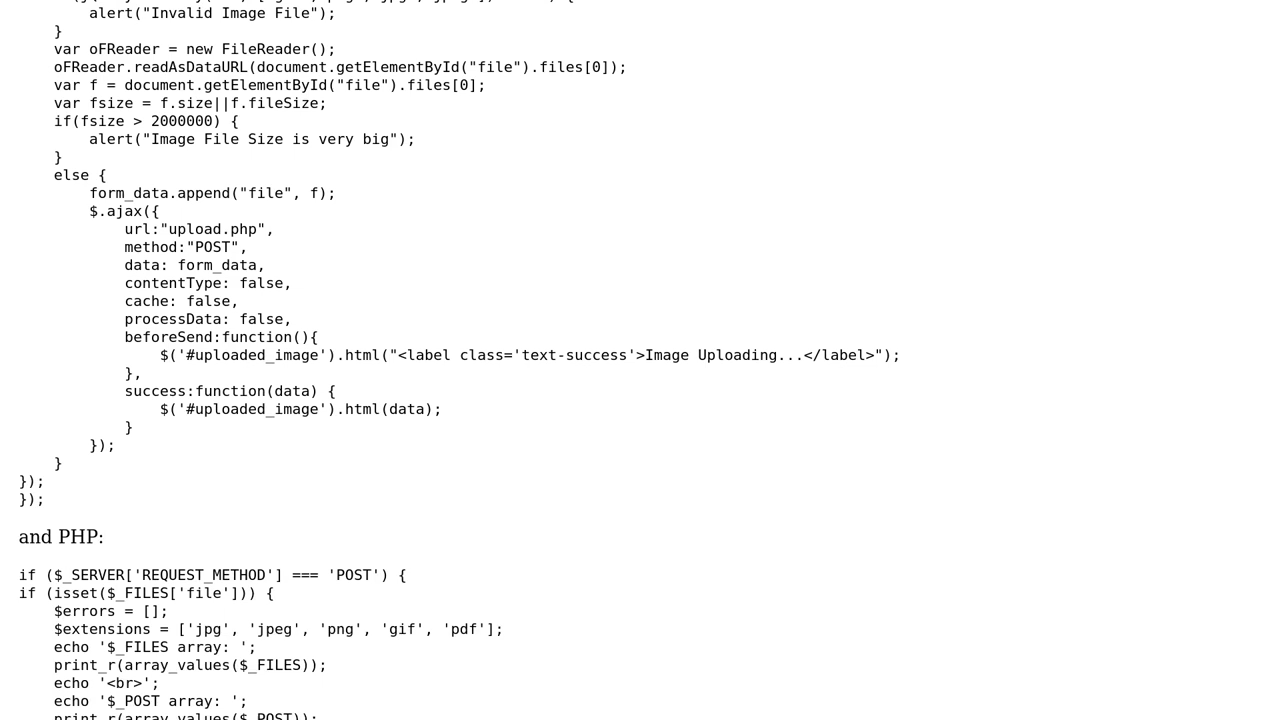 alert("Invalid Image File");
    }
    var oFReader = new FileReader();
    oFReader.readAsDataURL(document.getElementById("file").files[0]);
    var f = document.getElementById("file").files[0];
    var fsize = f.size||f.fileSize;
    if(fsize > 2000000) {
        alert("Image File Size is very big");
    }
    else {
        form_data.append("file", f);
        $.ajax({
            url:"upload.php",
            method:"POST",
            data: form_data,
            contentType: false,
            cache: false,
            processData: false,
            beforeSend:function(){
                $('#uploaded_image').html("<label class='text-success'>Image Uploading...</label>");
            },
            success:function(data) {
                $('#uploaded_image').html(data);
            }
        });
    }
});
});
and PHP:
if ($_SERVER['REQUEST_METHOD'] === 'POST') {
if (isset($_FILES['file'])) {
    $errors = [];
    $extensions = ['jpg', 'jpeg', 'png', 'gif', 'pdf'];
    echo '$_FILES array: ';
    print_r(array_values($_FILES));
    echo '<br>';
    echo '$_POST array: ';
    print_r(array_values($_POST));